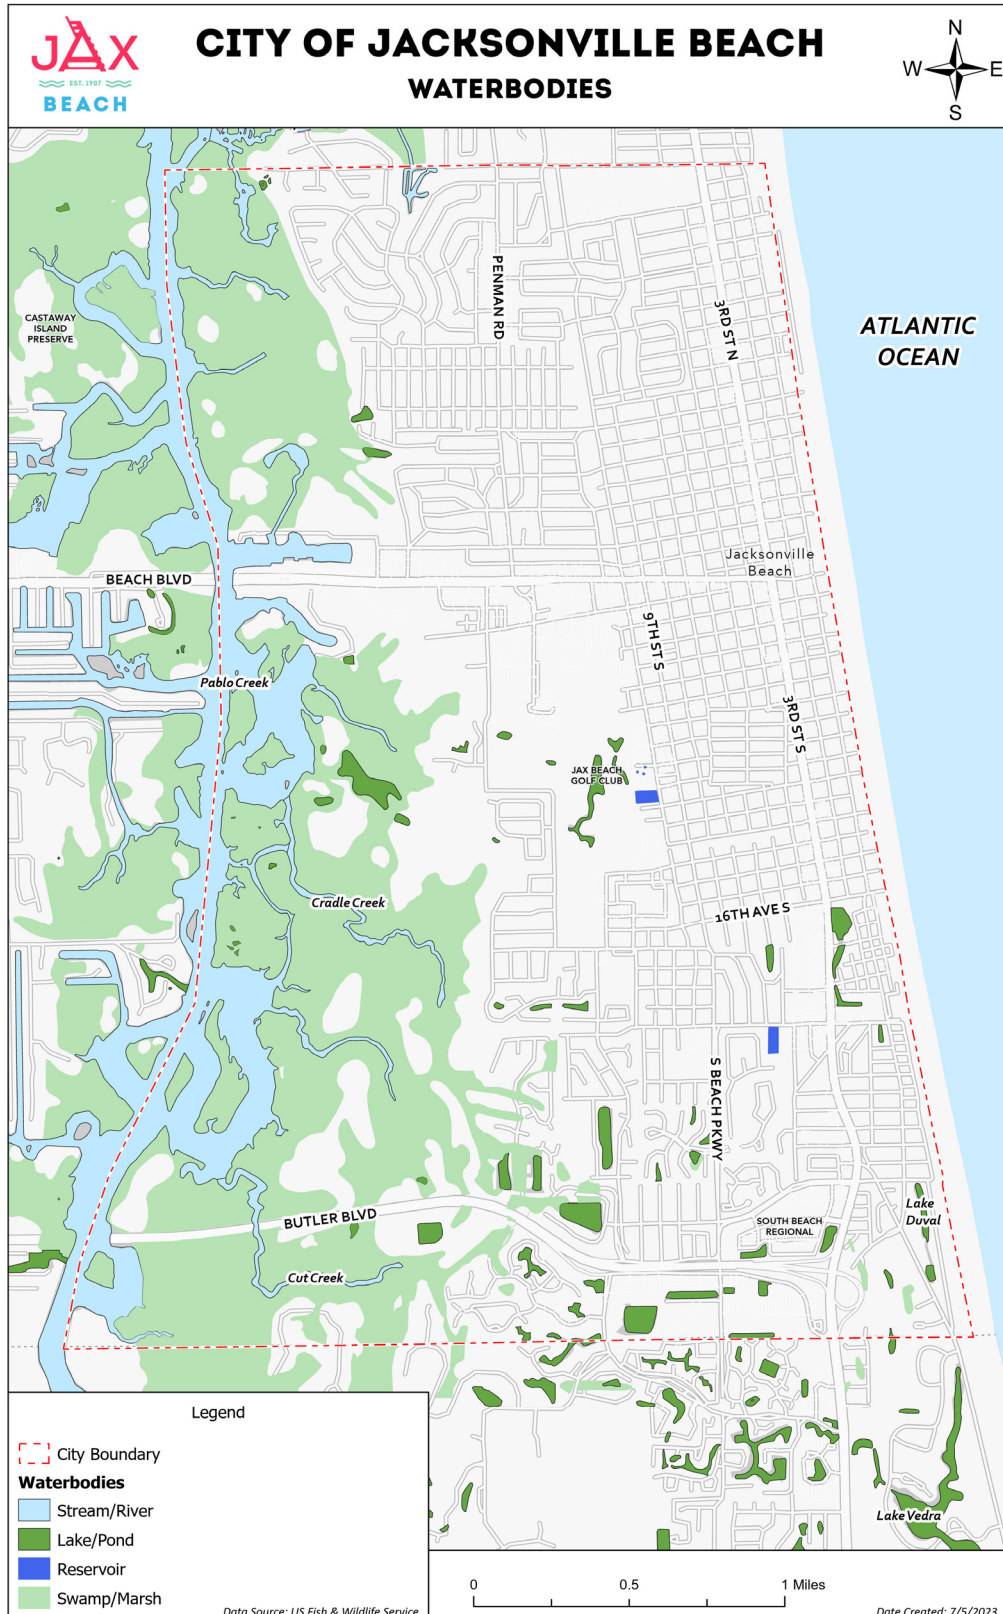 JAX
EST. 1907
BEACH
CITY OF JACKSONVILLE BEACH
WATERBODIES
N
W E
S
CASTAWAY
ISLAND
PRESERVE
PENMAN RD
3RD ST N
ATLANTIC
OCEAN
Jacksonville
Beach
BEACH BLVD
9TH ST S
Pablo Creek
3RD ST S
JAX BEACH
GOLF CLUB
Cradle Creek
16TH AVE S
S BEACH PKWY
BUTLER BLVD
SOUTH BEACH
REGIONAL
Lake
Duval
Cut Creek
Lake Vedra
Legend
City Boundary
Waterbodies
Stream/River
Lake/Pond
Reservoir
Swamp/Marsh
Data Source: US Fish & Wildlife Service
0 0.5 1 Miles
Date Created: 7/5/2023